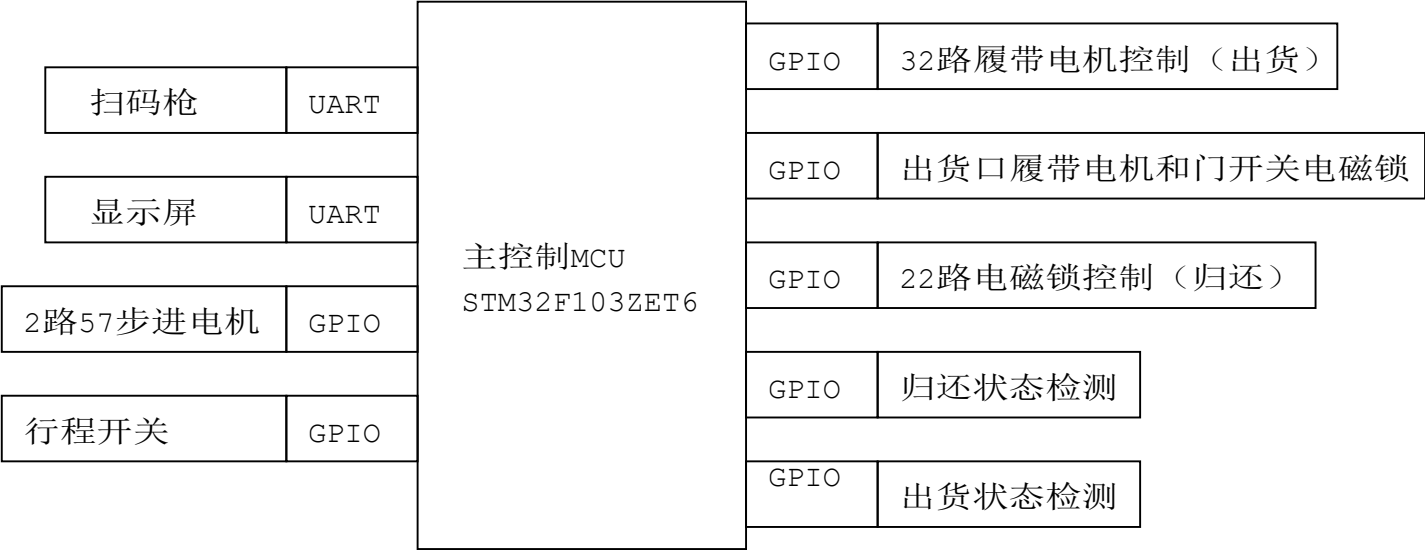 扫码枪 UART
显示屏 UART
2路57步进电机 GPIO
行程开关 GPIO
主控制MCU
STM32F103ZET6
GPIO 32路履带电机控制（出货）
GPIO 出货口履带电机和门开关电磁锁
GPIO 22路电磁锁控制（归还）
GPIO 归还状态检测
GPIO 出货状态检测